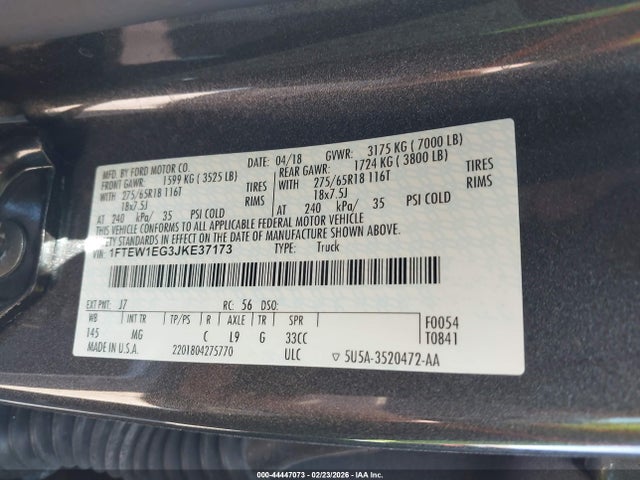 MFD. BY FORD MOTOR CO.
DATE: 04/18 GVWR: 3175 KG ( 7000 LB)
FRONT GAWR: 1599 KG ( 3525 LB) REAR GAWR: 1724 KG ( 3800 LB)
WITH 275/65R18 116T TIRES WITH 275/65R18 116T TIRES
18x7.5J RIMS 18x7.5J RIMS
AT 240 kPa/ 35 PSI COLD AT 240 kPa/ 35 PSI COLD
THIS VEHICLE CONFORMS TO ALL APPLICABLE FEDERAL MOTOR VEHICLE
SAFETY AND THEFT PREVENTION STANDARDS IN EFFECT ON THE DATE OF MANUFACTURE SHOWN ABOVE.
VIN: 1FTEW1EG3JKE37173 TYPE: Truck
EXT PNT: J7 RC: 56 DSO:
WB INT TR TP/PS R AXLE TR SPR F0054
145 MG C L9 G 33CC T0841
MADE IN U.S.A. 2201804275770 ULC ▽ 5U5A-3520472-AA
000-44447073 - 02/23/2026 - IAAI.com